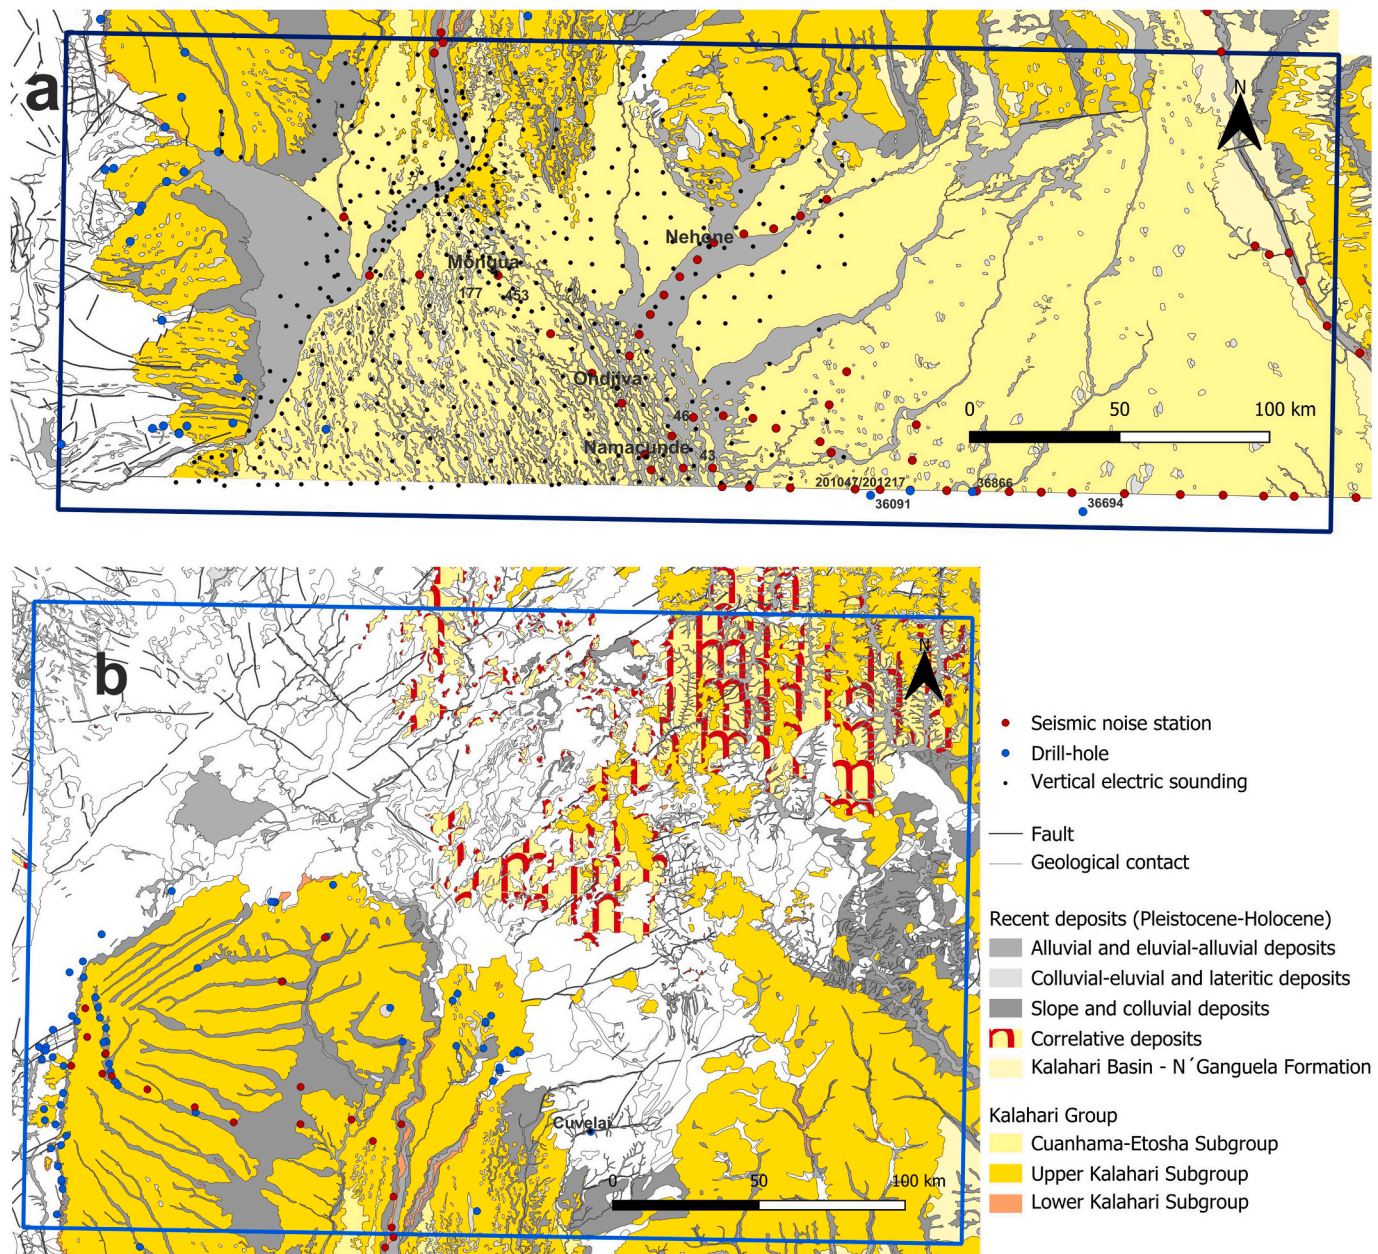 a
N
Nehone
Mongua
177
453
Ondjiva
0 50 100 km
46
Namacunde
43
201047/201217
36866
36091
36694
b
N
Cuvelai
0 50 100 km
Seismic noise station
Drill-hole
Vertical electric sounding
Fault
Geological contact
Recent deposits (Pleistocene-Holocene)
Alluvial and eluvial-alluvial deposits
Colluvial-eluvial and lateritic deposits
Slope and colluvial deposits
Correlative deposits
Kalahari Basin - N´Ganguela Formation
Kalahari Group
Cuanhama-Etosha Subgroup
Upper Kalahari Subgroup
Lower Kalahari Subgroup